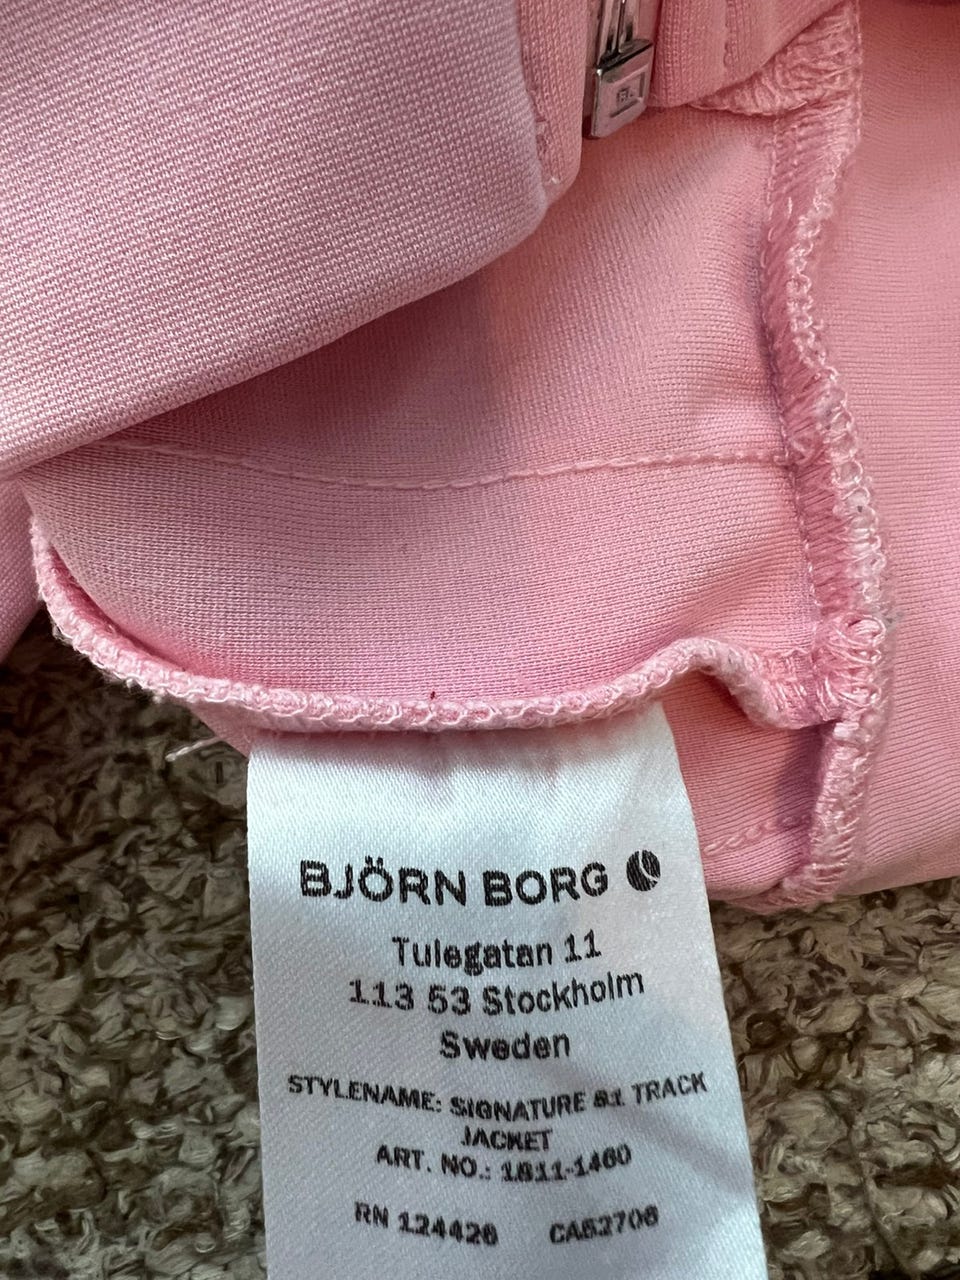 BJÖRN BORG
Tulegatan 11
113 53 Stockholm
Sweden
STYLENAME: SIGNATURE 81 TRACK
JACKET
ART. NO.: 1811-1460
RN 124426 CA52706